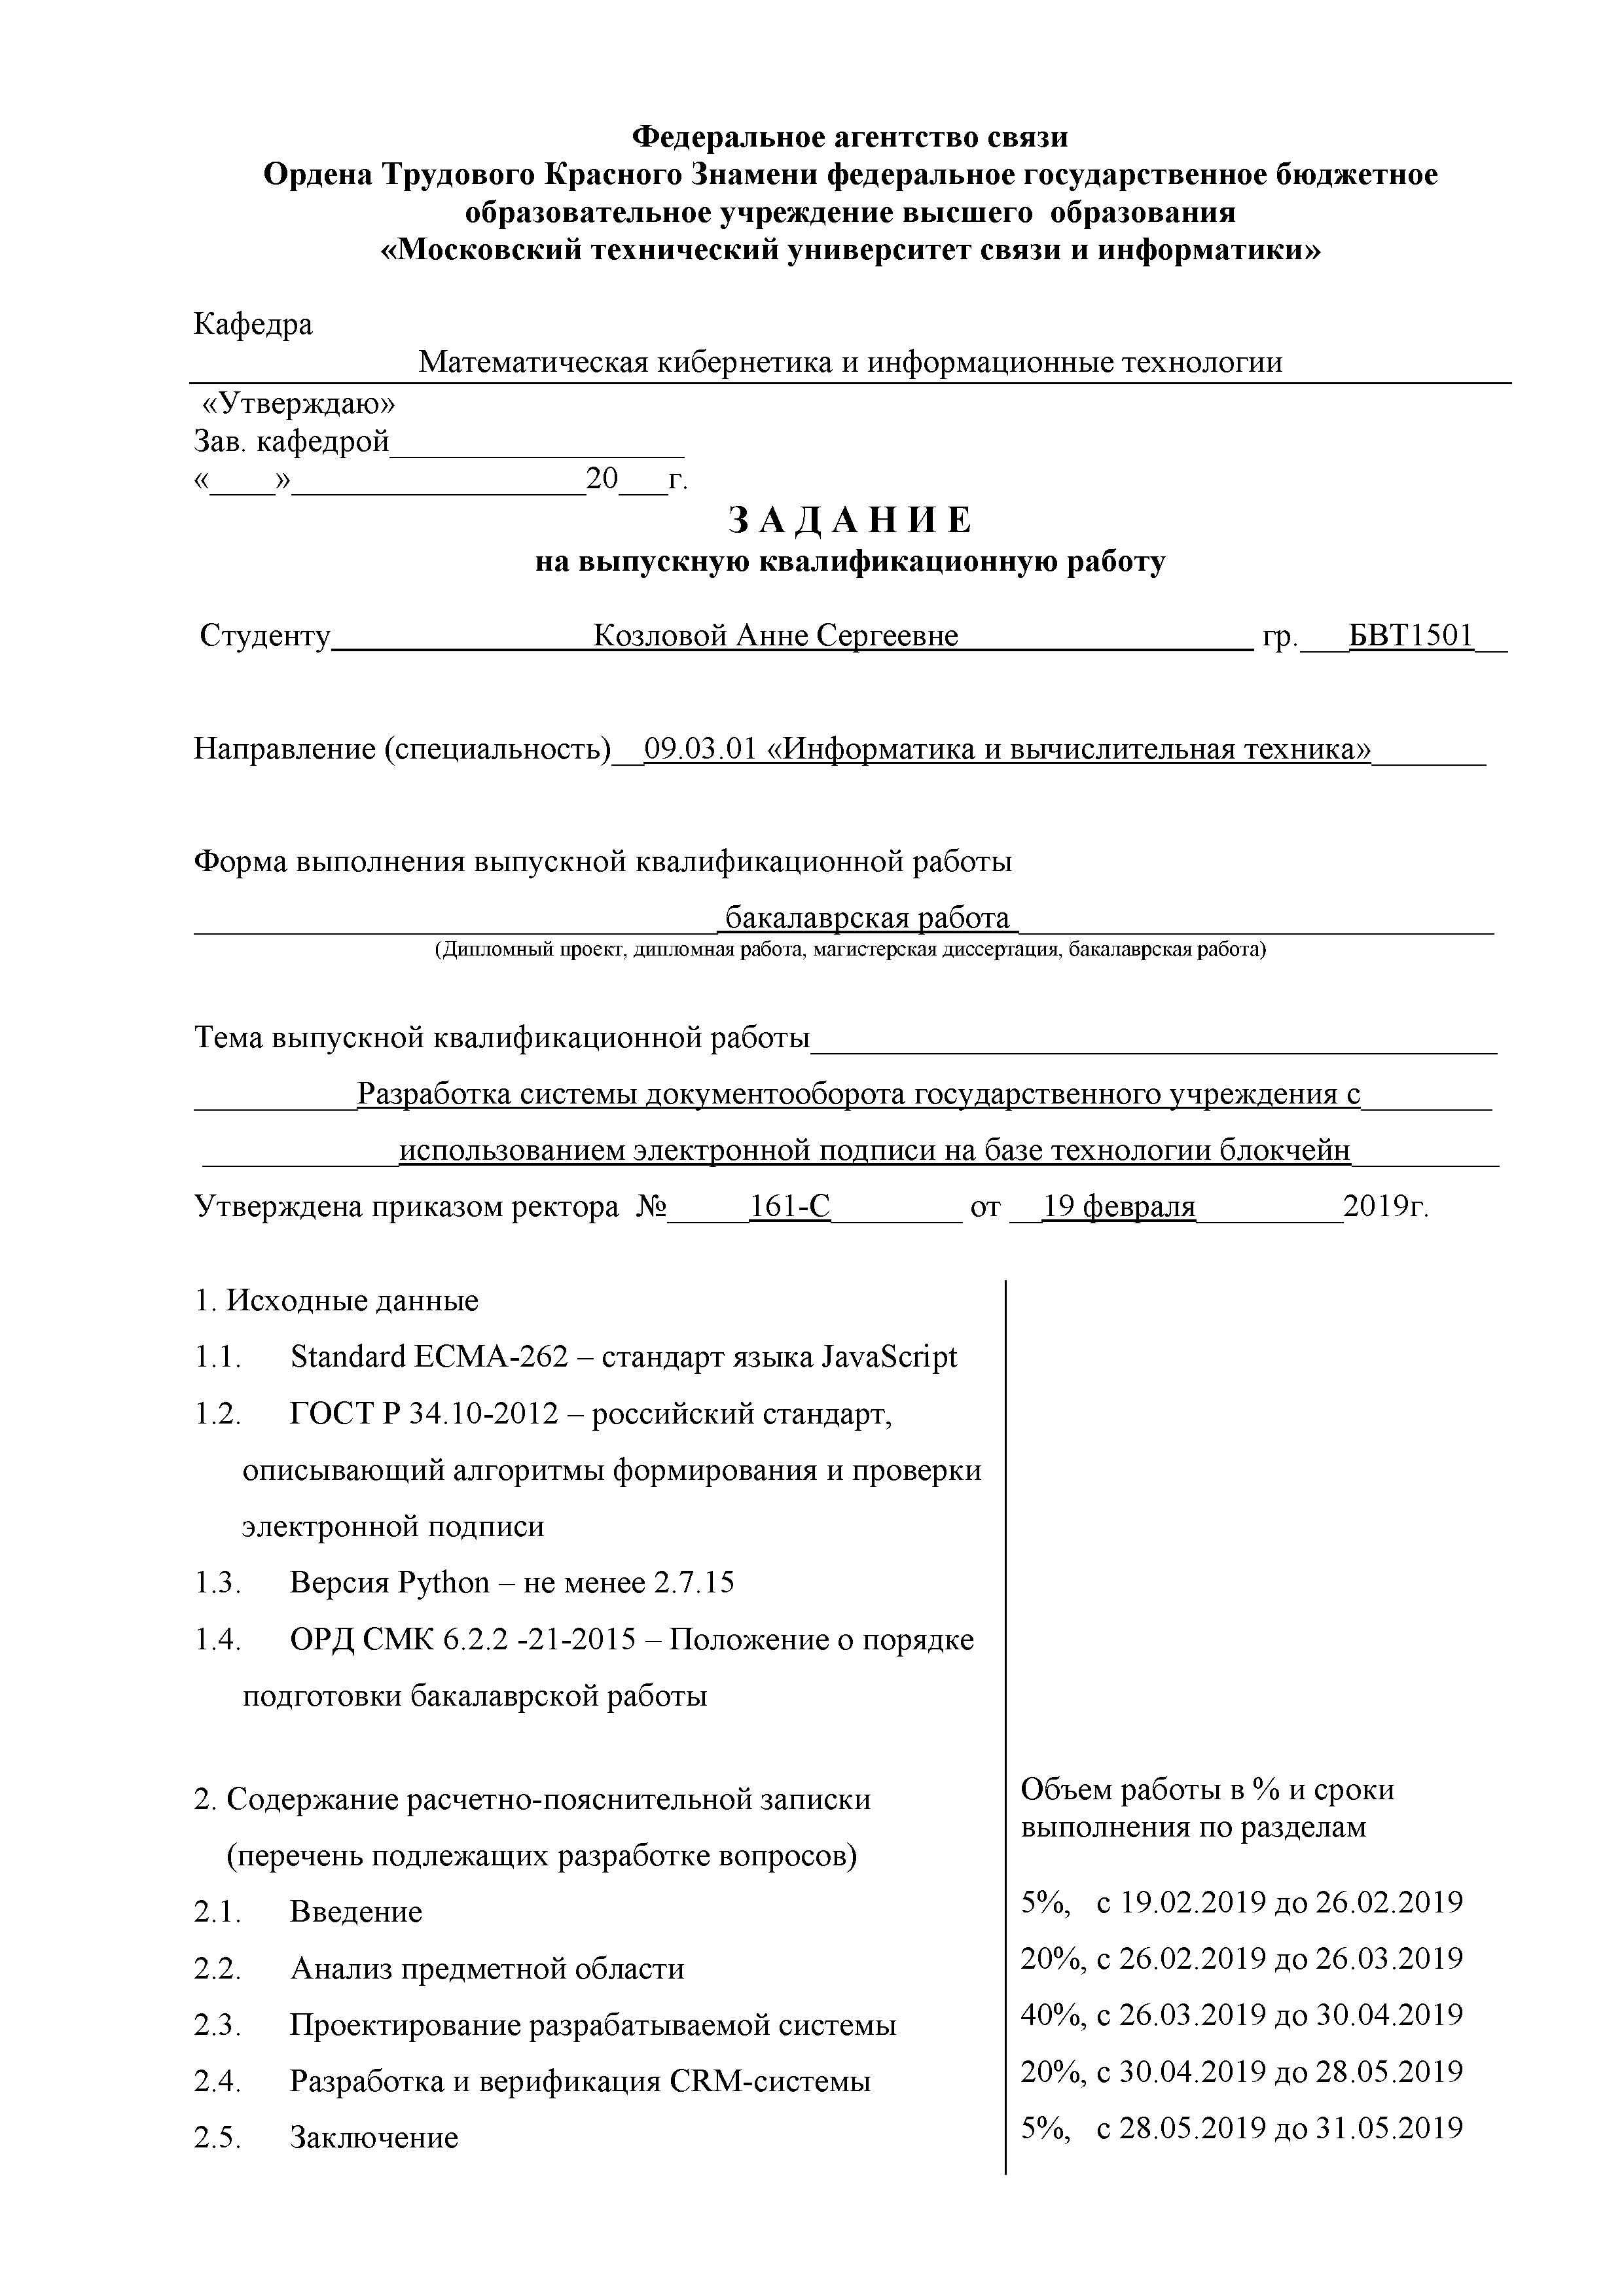 Федеральное агентство связи
Ордена Трудового Красного Знамени федеральное государственное бюджетное
образовательное учреждение высшего  образования
«Московский технический университет связи и информатики»
Кафедра
Математическая кибернетика и информационные технологии
«Утверждаю»
Зав. кафедрой__________________
«____»__________________20___г.
З А Д А Н И Е
на выпускную квалификационную работу
Студенту________________Козловой Анне Сергеевне__________________ гр.___БВТ1501__
Направление (специальность)__09.03.01 «Информатика и вычислительная техника»_______
Форма выполнения выпускной квалификационной работы
________________________________ бакалаврская работа _____________________________
(Дипломный проект, дипломная работа, магистерская диссертация, бакалаврская работа)
Тема выпускной квалификационной работы__________________________________________
__________Разработка системы документооборота государственного учреждения с________
____________использованием электронной подписи на базе технологии блокчейн_________
Утверждена приказом ректора  №_____161-С________ от __19 февраля_________2019г.
1. Исходные данные
1.1. Standard ECMA-262 – стандарт языка JavaScript
1.2. ГОСТ Р 34.10-2012 – российский стандарт,
описывающий алгоритмы формирования и проверки
электронной подписи
1.3. Версия Python – не менее 2.7.15
1.4. ОРД СМК 6.2.2 -21-2015 – Положение о порядке
подготовки бакалаврской работы
2. Содержание расчетно-пояснительной записки
(перечень подлежащих разработке вопросов)
2.1. Введение
2.2. Анализ предметной области
2.3. Проектирование разрабатываемой системы
2.4. Разработка и верификация CRM-системы
2.5. Заключение
Объем работы в % и сроки
выполнения по разделам
5%,   с 19.02.2019 до 26.02.2019
20%, с 26.02.2019 до 26.03.2019
40%,  с 26.03.2019 до 30.04.2019
20%, с 30.04.2019 до 28.05.2019
5%,   с 28.05.2019 до 31.05.2019